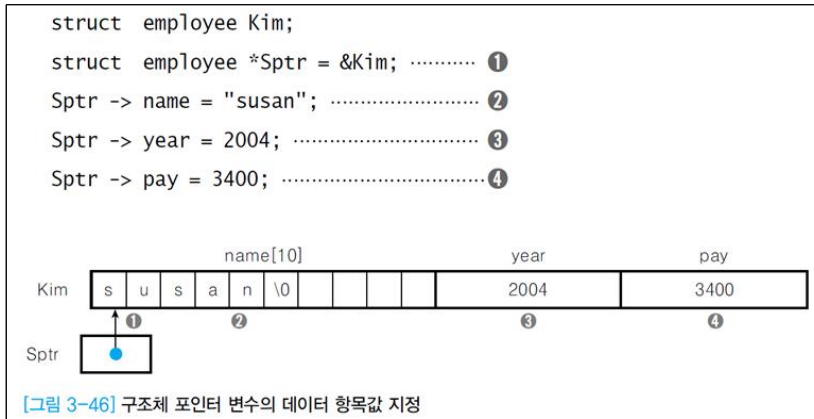 struct employee Kim;
struct employee *Sptr = &Kim; ··········· ❶
Sptr -> name = "susan"; ························ ❷
Sptr -> year = 2004; ······························ ❸
Sptr -> pay = 3400; ································ ❹
name[10] year pay
Kim s u s a n \0 2004 3400
❶ ❷ ❸ ❹
Sptr
[그림 3-46] 구조체 포인터 변수의 데이터 항목값 지정